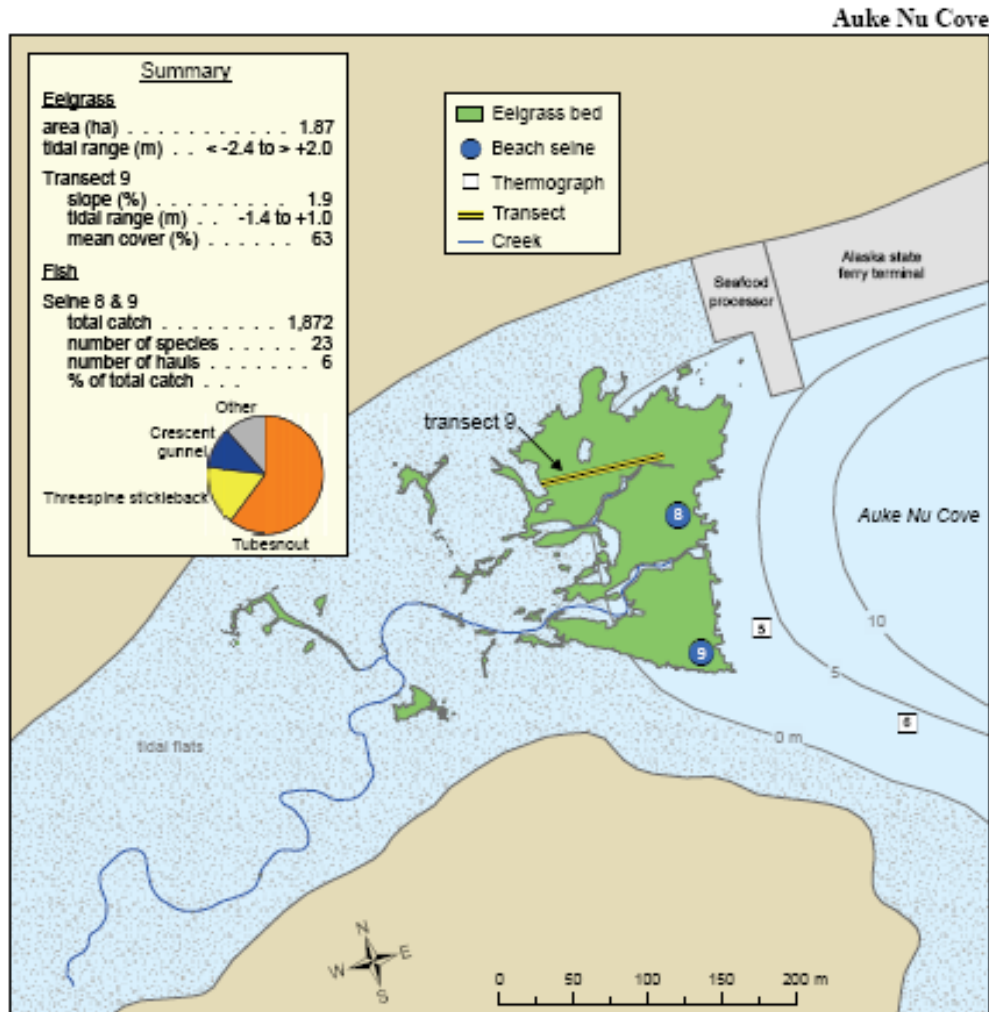 Auke Nu Cove
Summary
Eelgrass
area (ha) . . . . . . . . . . . . 1.87
tidal range (m) . . < -2.4 to > +2.0
Transect 9
slope (%) . . . . . . . . . 1.9
tidal range (m) . . -1.4 to +1.0
mean cover (%) . . . . . . 63
Fish
Seine 8 & 9
total catch . . . . . . . . 1,872
number of species . . . . . 23
number of hauls . . . . . . . 6
% of total catch . . .
Other
Crescent
gunnel
Threespine stickleback
Tubesnout
Eelgrass bed
Beach seine
Thermograph
Transect
Creek
Seafood
processor
Alaska state
ferry terminal
transect 9
8
Auke Nu Cove
9
5
10
5
6
0 m
tidal flats
N
W E
S
0 50 100 150 200 m